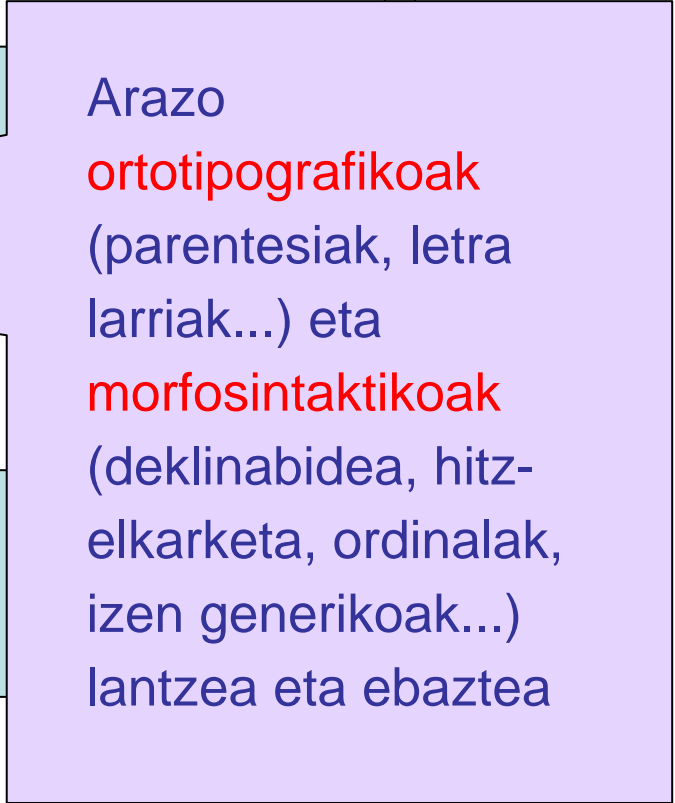 Arazo
ortotipografikoak
(parentesiak, letra
larriak...) eta
morfosintaktikoak
(deklinabidea, hitz-
elkarketa, ordinalak,
izen generikoak...)
lantzea eta ebaztea